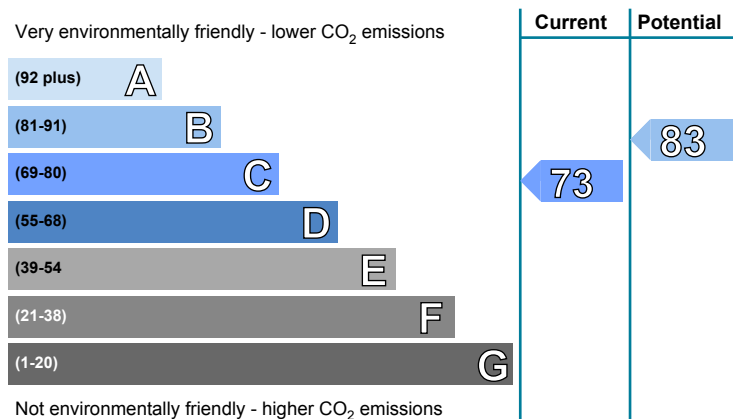 Very environmentally friendly - lower CO₂ emissions
Current
Potential
(92 plus) A
(81-91) B
83
(69-80) C
73
(55-68) D
(39-54 E
(21-38) F
(1-20) G
Not environmentally friendly - higher CO₂ emissions